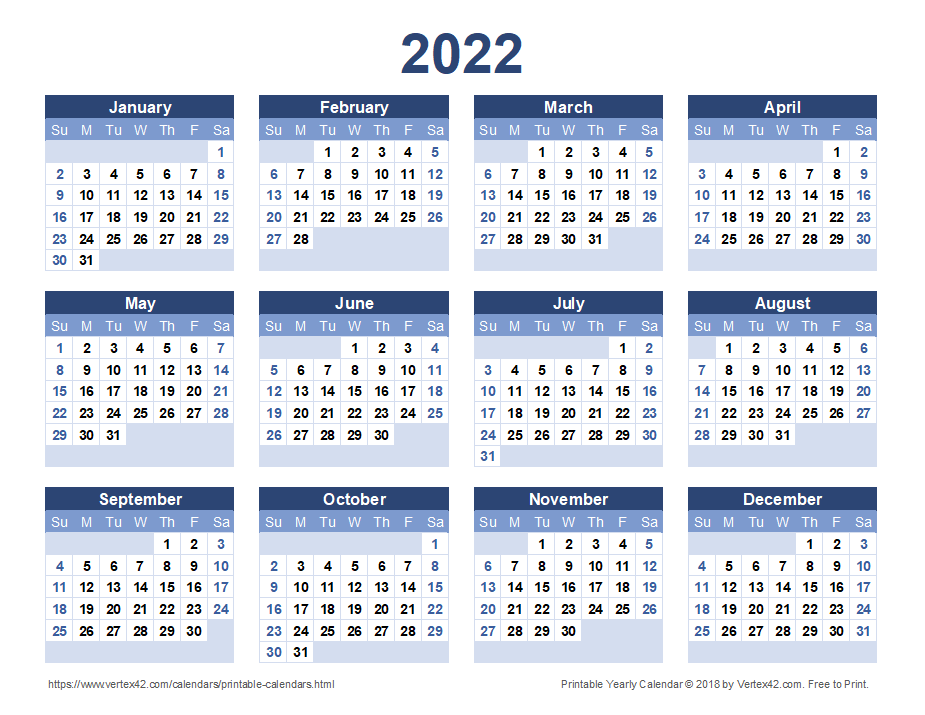 2022
January February March April
Su M Tu W Th F Sa Su M Tu W Th F Sa Su M Tu W Th F Sa Su M Tu W Th F Sa
1 1 2 3 4 5 1 2 3 4 5 1 2
2 3 4 5 6 7 8 6 7 8 9 10 11 12 6 7 8 9 10 11 12 3 4 5 6 7 8 9
9 10 11 12 13 14 15 13 14 15 16 17 18 19 13 14 15 16 17 18 19 10 11 12 13 14 15 16
16 17 18 19 20 21 22 20 21 22 23 24 25 26 20 21 22 23 24 25 26 17 18 19 20 21 22 23
23 24 25 26 27 28 29 27 28 27 28 29 30 31 24 25 26 27 28 29 30
30 31
May June July August
Su M Tu W Th F Sa Su M Tu W Th F Sa Su M Tu W Th F Sa Su M Tu W Th F Sa
1 2 3 4 5 6 7 1 2 3 4 1 2 1 2 3 4 5 6
8 9 10 11 12 13 14 5 6 7 8 9 10 11 3 4 5 6 7 8 9 7 8 9 10 11 12 13
15 16 17 18 19 20 21 12 13 14 15 16 17 18 10 11 12 13 14 15 16 14 15 16 17 18 19 20
22 23 24 25 26 27 28 19 20 21 22 23 24 25 17 18 19 20 21 22 23 21 22 23 24 25 26 27
29 30 31 26 27 28 29 30 24 25 26 27 28 29 30 28 29 30 31
31
September October November December
Su M Tu W Th F Sa Su M Tu W Th F Sa Su M Tu W Th F Sa Su M Tu W Th F Sa
1 2 3 1 1 2 3 4 5 1 2 3
4 5 6 7 8 9 10 2 3 4 5 6 7 8 6 7 8 9 10 11 12 4 5 6 7 8 9 10
11 12 13 14 15 16 17 9 10 11 12 13 14 15 13 14 15 16 17 18 19 11 12 13 14 15 16 17
18 19 20 21 22 23 24 16 17 18 19 20 21 22 20 21 22 23 24 25 26 18 19 20 21 22 23 24
25 26 27 28 29 30 23 24 25 26 27 28 29 27 28 29 30 25 26 27 28 29 30 31
30 31
https://www.vertex42.com/calendars/printable-calendars.html Printable Yearly Calendar © 2018 by Vertex42.com. Free to Print.